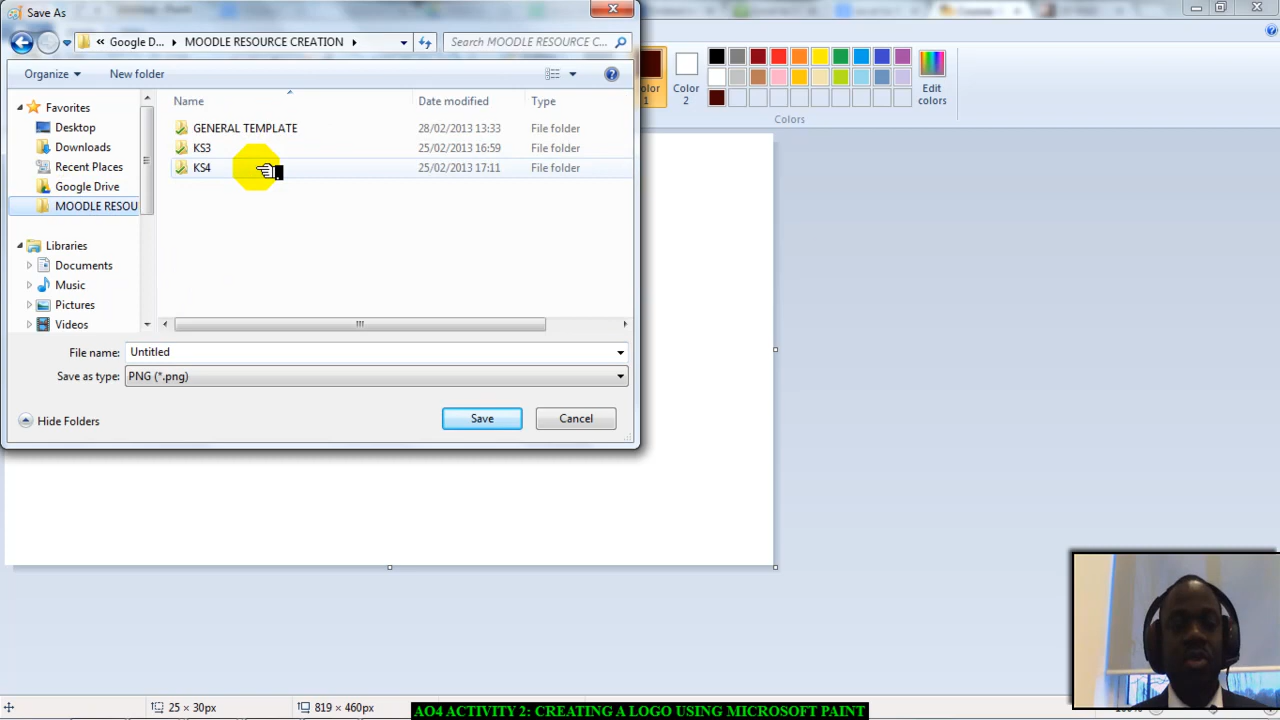 Save As
« Google D... ▸ MOODLE RESOURCE CREATION ▸
Search MOODLE RESOURCE C...
Organize
New folder
Name
Date modified
Type
Favorites
Desktop
Downloads
Recent Places
Google Drive
MOODLE RESOU
Libraries
Documents
Music
Pictures
Videos
GENERAL TEMPLATE 28/02/2013 13:33 File folder
KS3 25/02/2013 16:59 File folder
KS4 25/02/2013 17:11 File folder
File name: Untitled
Save as type: PNG (*.png)
Hide Folders
Save
Cancel
Color 2
Edit colors
Colors
25 × 30px
819 × 460px
AO4 ACTIVITY 2: CREATING A LOGO USING MICROSOFT PAINT